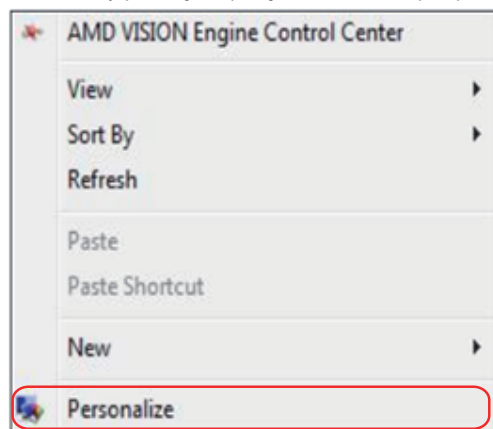 AMD VISION Engine Control Center
View
Sort By
Refresh
Paste
Paste Shortcut
New
Personalize